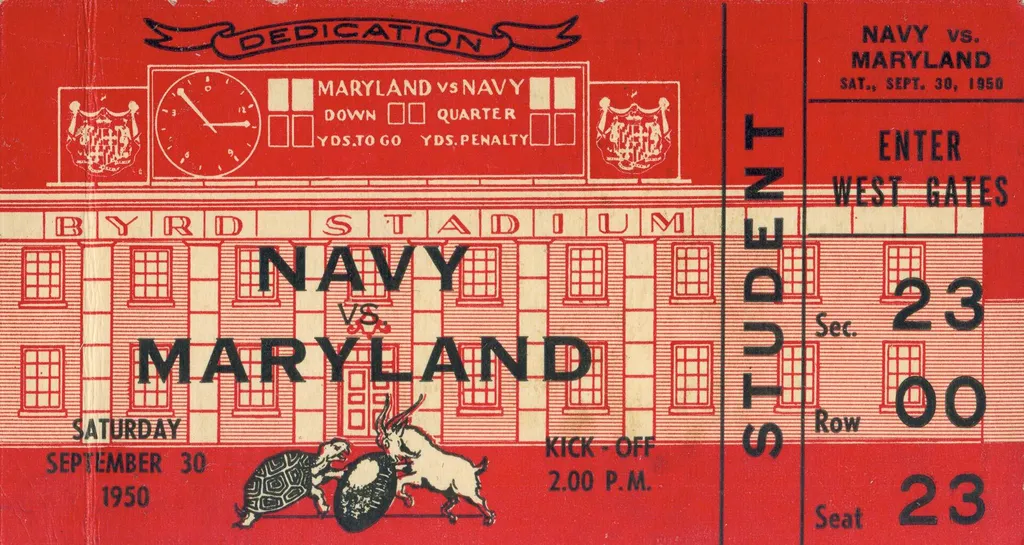 DEDICATION
MARYLAND VS NAVY
DOWN QUARTER
YDS. TO GO YDS. PENALTY
BYRD STADIUM
NAVY
VS.
MARYLAND
SATURDAY
SEPTEMBER 30
1950
KICK - OFF
2.00 P.M.
STUDENT
NAVY vs.
MARYLAND
SAT., SEPT. 30, 1950
ENTER
WEST GATES
Sec. 23
Row 00
Seat 23